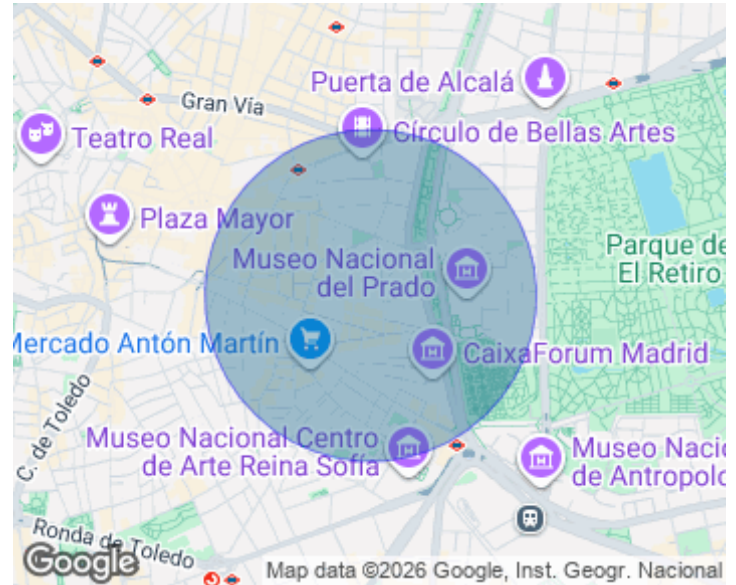 Puerta de Alcalá
Gran Vía
Teatro Real
Círculo de Bellas Artes
Plaza Mayor
Museo Nacional
del Prado
Parque de
El Retiro
Mercado Antón Martín
CaixaForum Madrid
C. de Toledo
Museo Nacional Centro
de Arte Reina Sofía
Museo Nacio
de Antropolo
Ronda de Toledo
Google
Map data ©2026 Google, Inst. Geogr. Nacional